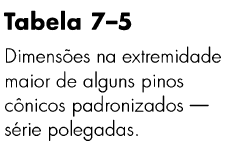 Tabela 7–5
Dimensões na extremidade
maior de alguns pinos
cônicos padronizados —
série polegadas.